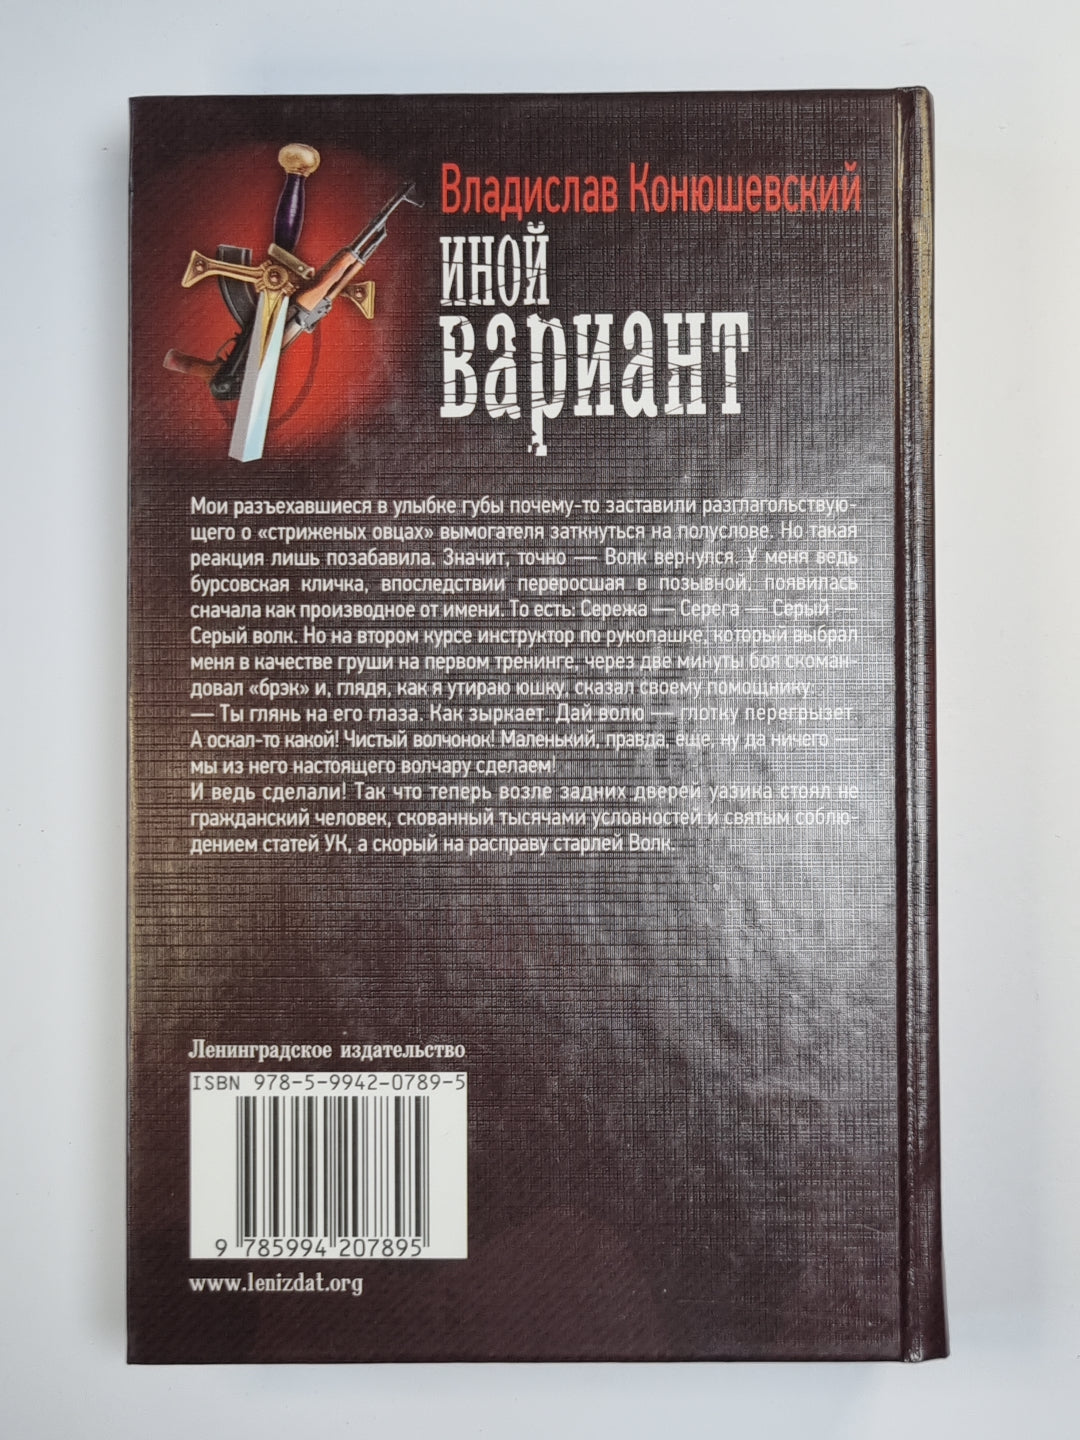 Владислав Конюшевский
ИНОЙ
ВАРИАНТ
Мои разъехавшиеся в улыбке губы почему-то заставили разглагольствую-
щего о «стриженых овцах» вымогателя заткнуться на полуслове. Но такая
реакция лишь позабавила. Значит, точно — Волк вернулся. У меня ведь
бурсовская кличка, впоследствии переросшая в позывной, появилась
сначала как производное от имени. То есть: Сережа — Серега — Серый —
Серый волк. Но на втором курсе инструктор по рукопашке, который выбрал
меня в качестве груши на первом тренинге, через две минуты боя скоман-
довал «брэк» и, глядя, как я утираю юшку, сказал своему помощнику:
— Ты глянь на его глаза. Как зыркает. Дай волю — глотку перегрызет.
А оскал-то какой! Чистый волчонок! Маленький, правда, еще, ну да ничего —
мы из него настоящего волчару сделаем!
И ведь сделали! Так что теперь возле задних дверей уазика стоял не
гражданский человек, скованный тысячами условностей и святым соблю-
дением статей УК, а скорый на расправу старлей Волк.
Ленинградское издательство
ISBN 978-5-9942-0789-5
9 785994 207895
www.lenizdat.org